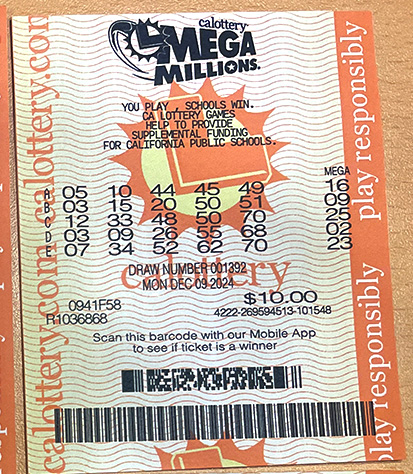 calottery
MEGA
MILLIONS.
YOU PLAY, SCHOOLS WIN.
CA LOTTERY GAMES
HELP TO PROVIDE
SUPPLEMENTAL FUNDING
FOR CALIFORNIA PUBLIC SCHOOLS.
MEGA
A 05 10 44 45 49 16
B 03 15 20 50 51 09
C 12 33 48 50 70 25
D 03 09 26 55 68 02
E 07 34 52 62 70 23
calottery
DRAW NUMBER 001392
MON DEC 09 2024
$10.00
0941F58
4222-269594513-101548
R1036868
Scan this barcode with our Mobile App
to see if ticket is a winner
calottery.com
calottery.com
play responsibly
play responsibly